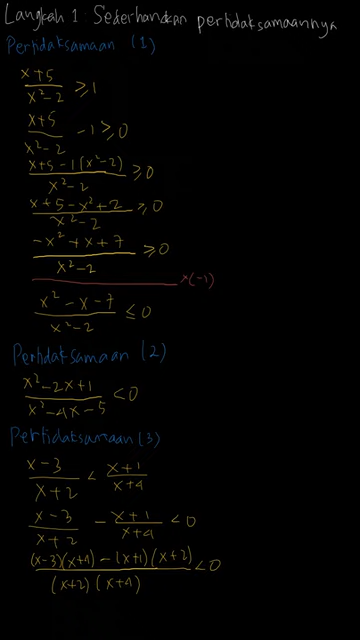 Langkah 1 Sederhanakan pertidaksamaannya
Pertidaksamaan (1)
(x+5)/(x²-2) ≥ 1
(x+5)/(x²-2) - 1 ≥ 0
(x+5-1(x²-2))/(x²-2) ≥ 0
(x+5-x²+2)/(x²-2) ≥ 0
(-x²+x+7)/(x²-2) ≥ 0
x(-1)
(x²-x-7)/(x²-2) ≤ 0
Pertidaksamaan (2)
(x²-2x+1)/(x²-4x-5) < 0
Pertidaksamaan (3)
(x-3)/(x+2) < (x+1)/(x+4)
(x-3)/(x+2) - (x+1)/(x+4) < 0
((x-3)(x+4)-(x+1)(x+2))/((x+2)(x+4)) < 0